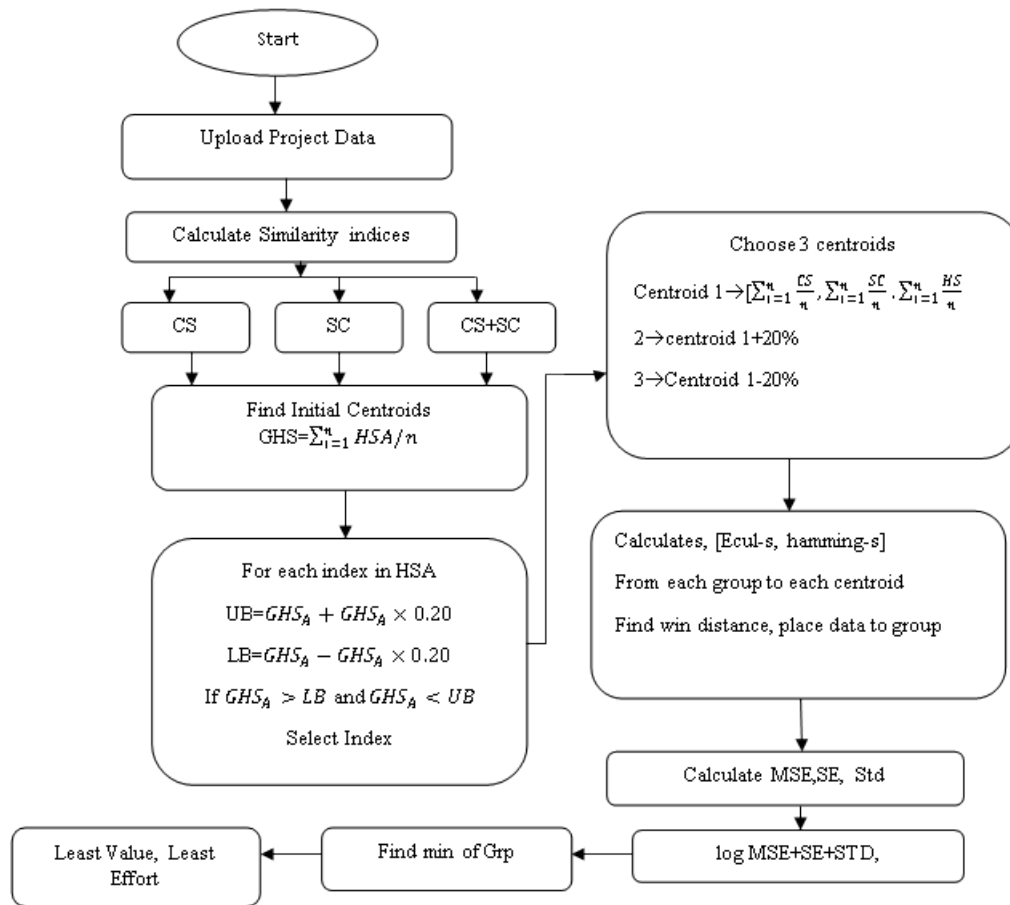 Start
Upload Project Data
Calculate Similarity indices
CS
SC
CS+SC
Find Initial Centroids
GHS=∑ⁿᵢ₌₁ HSA/n
For each index in HSA
UB=GHS_A + GHS_A × 0.20
LB=GHS_A − GHS_A × 0.20
If GHS_A > LB and GHS_A < UB
Select Index
Choose 3 centroids
Centroid 1→[∑ⁿᵢ₌₁ CS/n, ∑ⁿᵢ₌₁ SC/n, ∑ⁿᵢ₌₁ HS/n
2→centroid 1+20%
3→Centroid 1-20%
Calculates, [Ecul-s, hamming-s]
From each group to each centroid
Find win distance, place data to group
Calculate MSE,SE, Std
log MSE+SE+STD,
Find min of Grp
Least Value, Least
Effort